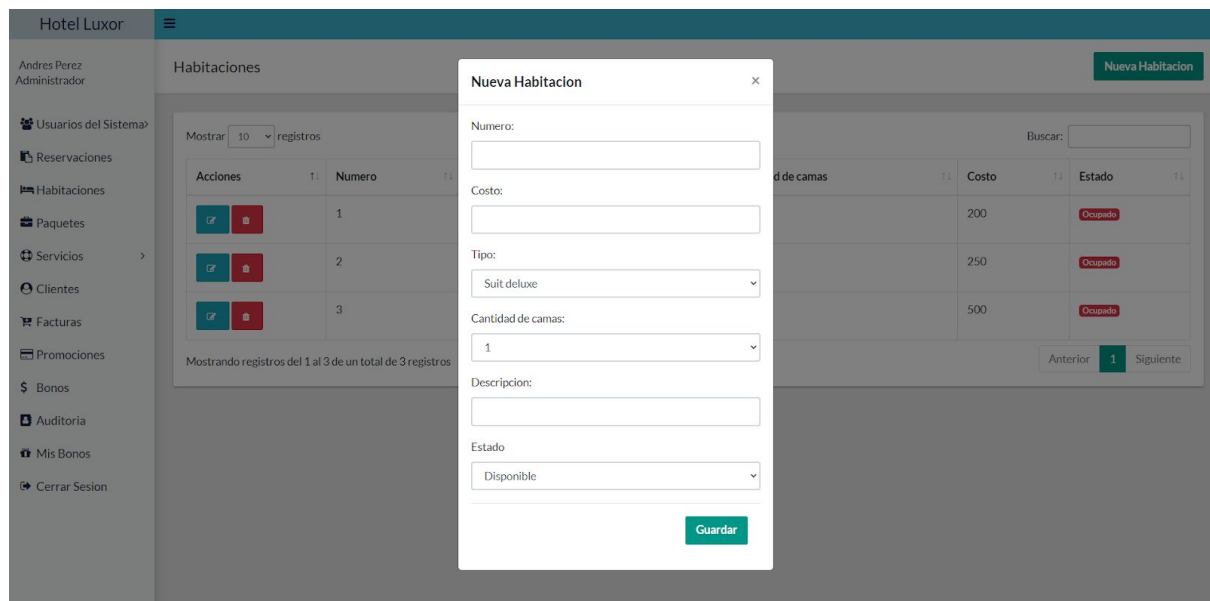 Hotel Luxor
Andres Perez
Administrador
Usuarios del Sistema
Reservaciones
Habitaciones
Paquetes
Servicios
Clientes
Facturas
Promociones
Bonos
Auditoria
Mis Bonos
Cerrar Sesion
Habitaciones
Nueva Habitacion
Mostrar 10 registros
Buscar:
Acciones Numero d de camas Costo Estado
1 200 Ocupado
2 250 Ocupado
3 500 Ocupado
Mostrando registros del 1 al 3 de un total de 3 registros
Anterior 1 Siguiente
Nueva Habitacion ×
Numero:
Costo:
Tipo:
Suit deluxe
Cantidad de camas:
1
Descripcion:
Estado
Disponible
Guardar